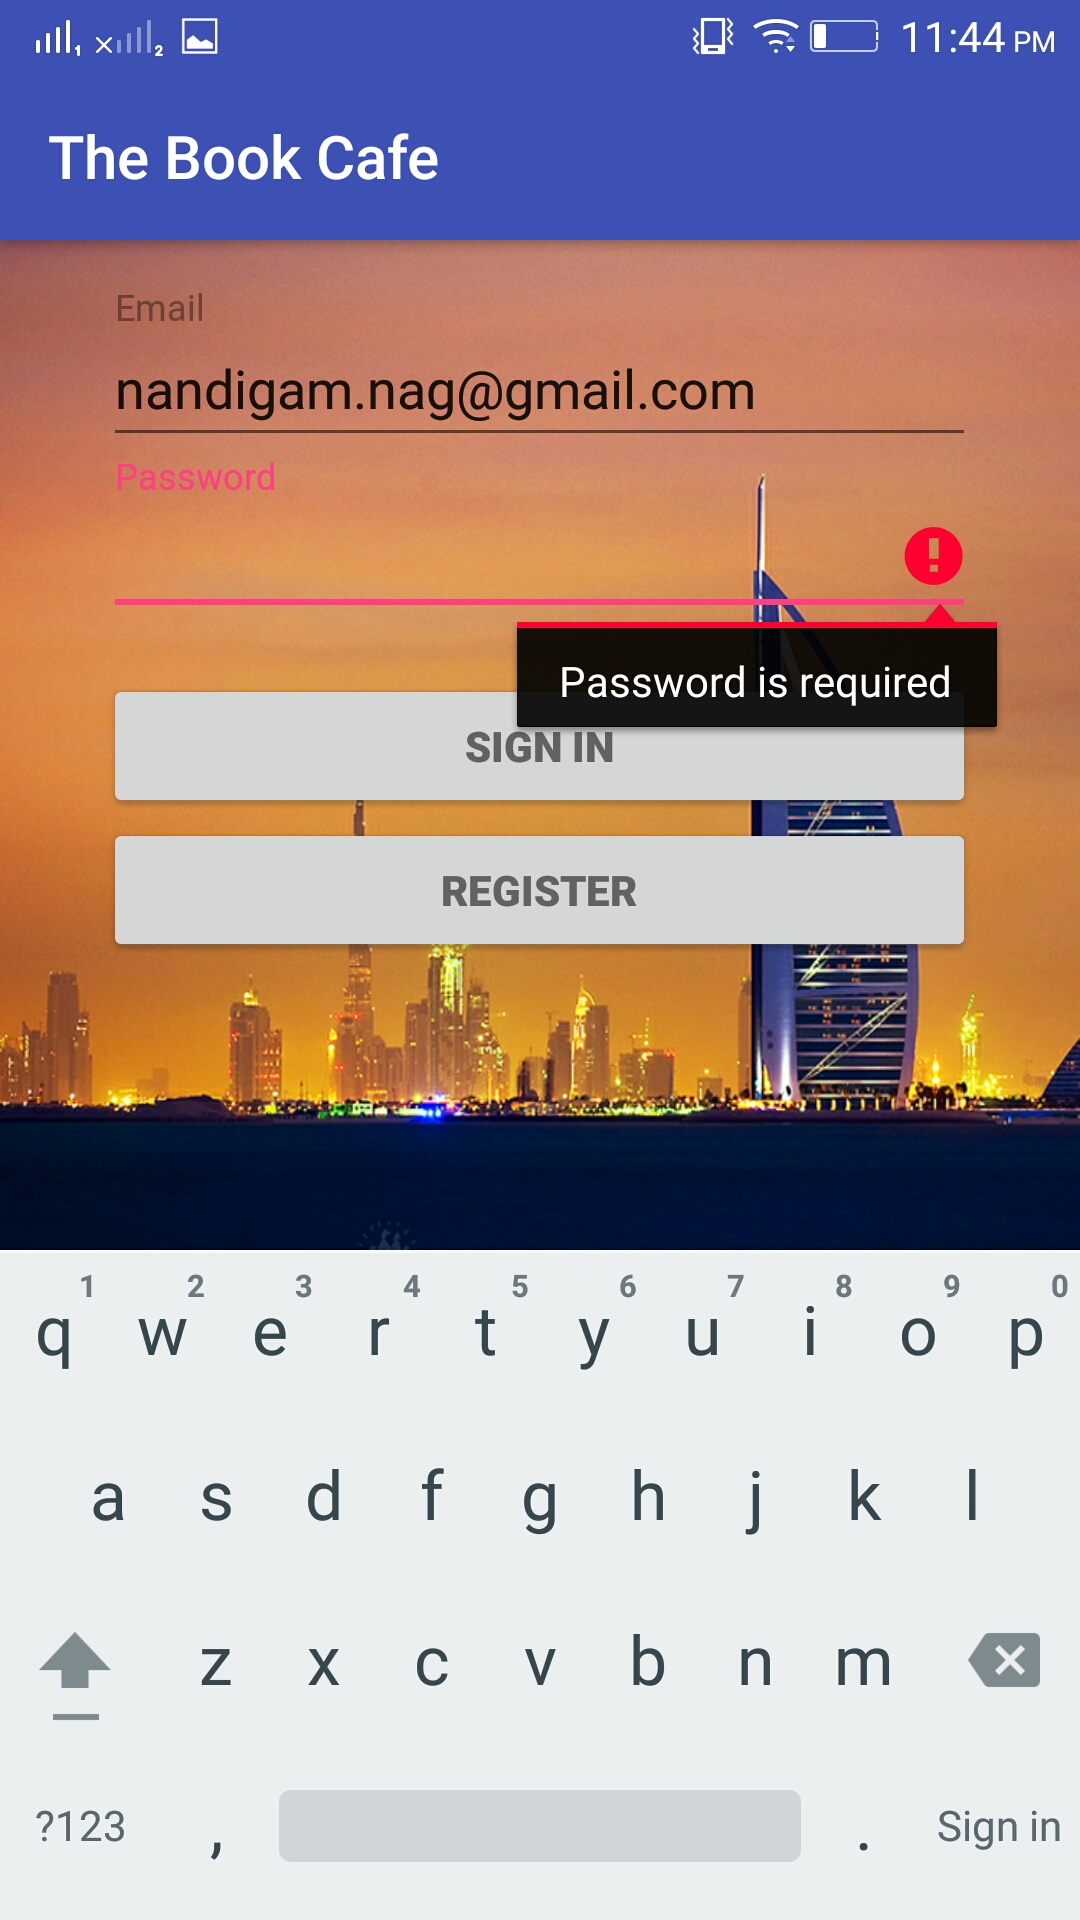 11:44 PM
The Book Cafe
Email
nandigam.nag@gmail.com
Password
Password is required
SIGN IN
REGISTER
1 2 3 4 5 6 7 8 9 0
q w e r t y u i o p
a s d f g h j k l
z x c v b n m
?123 , . Sign in